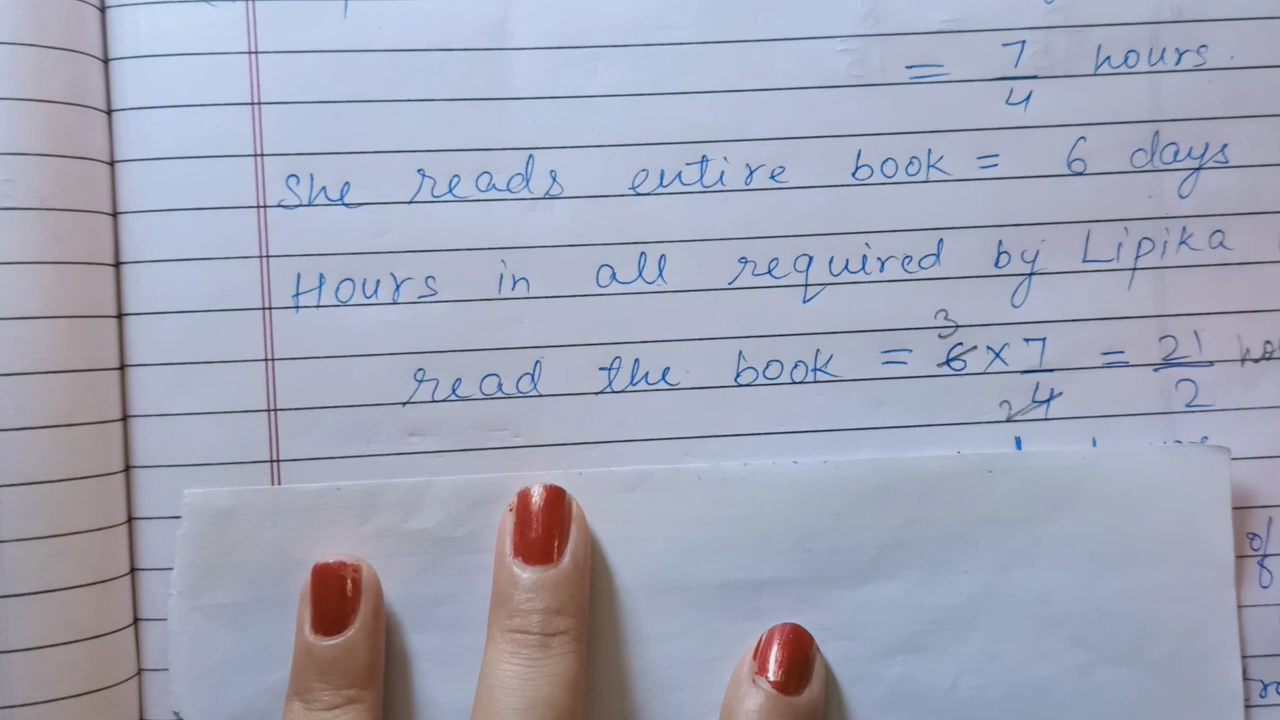 = 7/4 hours.
She reads entire book = 6 days
Hours in all required by Lipika
read the book = 6 × 7/4 = 21/2
3
2